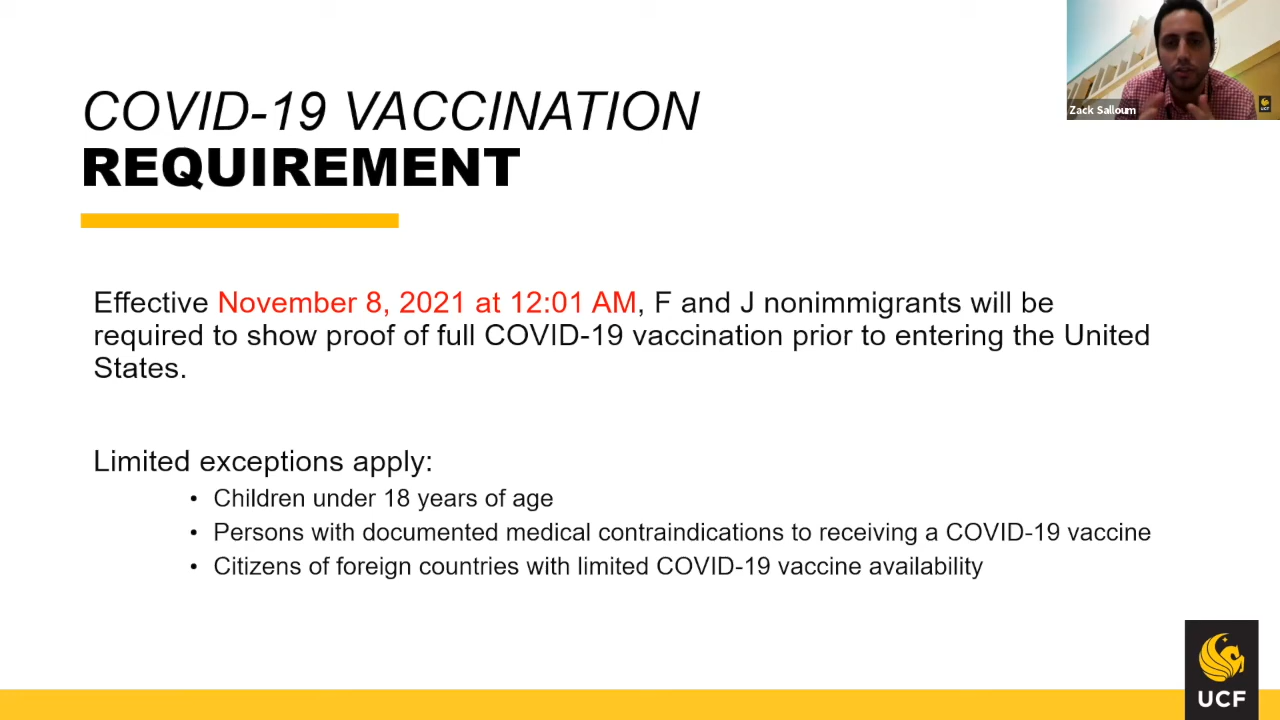 COVID-19 VACCINATION
REQUIREMENT
Zack Salloum
UCF
Effective November 8, 2021 at 12:01 AM, F and J nonimmigrants will be
required to show proof of full COVID-19 vaccination prior to entering the United
States.
Limited exceptions apply:
• Children under 18 years of age
• Persons with documented medical contraindications to receiving a COVID-19 vaccine
• Citizens of foreign countries with limited COVID-19 vaccine availability
UCF